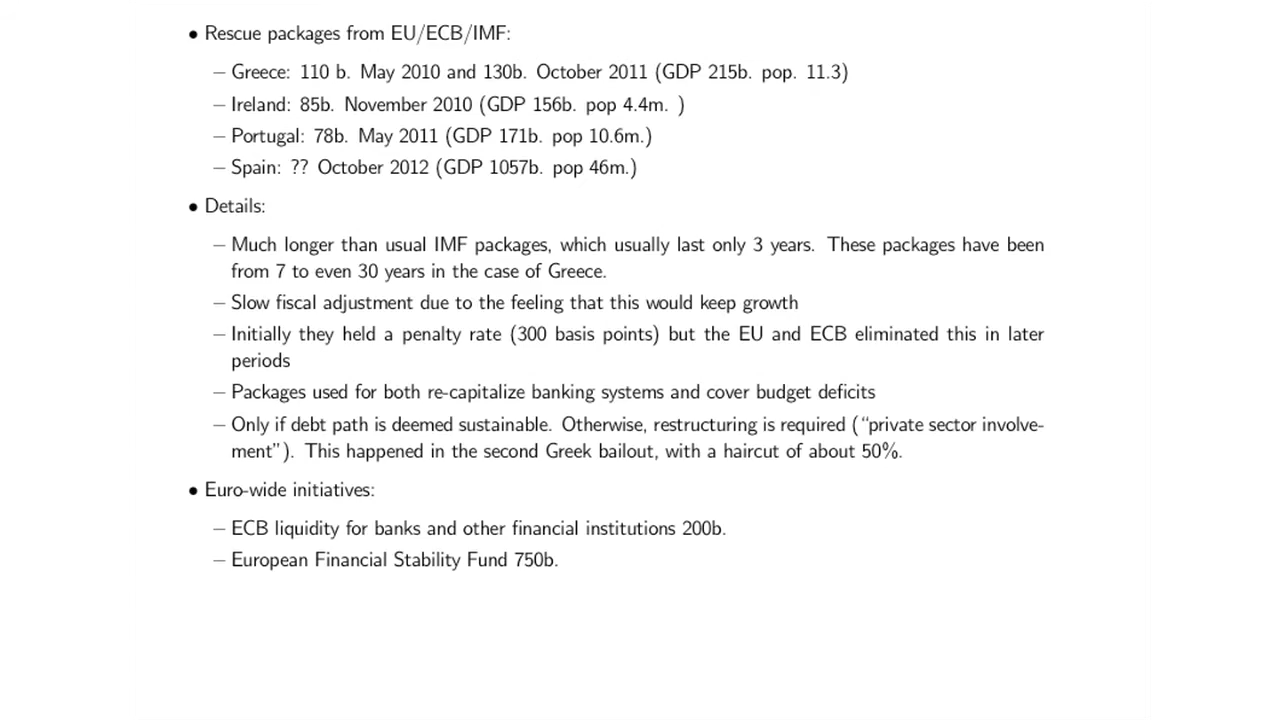 • Rescue packages from EU/ECB/IMF:
– Greece: 110 b. May 2010 and 130b. October 2011 (GDP 215b. pop. 11.3)
– Ireland: 85b. November 2010 (GDP 156b. pop 4.4m. )
– Portugal: 78b. May 2011 (GDP 171b. pop 10.6m.)
– Spain: ?? October 2012 (GDP 1057b. pop 46m.)
• Details:
– Much longer than usual IMF packages, which usually last only 3 years. These packages have been
from 7 to even 30 years in the case of Greece.
– Slow fiscal adjustment due to the feeling that this would keep growth
– Initially they held a penalty rate (300 basis points) but the EU and ECB eliminated this in later
periods
– Packages used for both re-capitalize banking systems and cover budget deficits
– Only if debt path is deemed sustainable. Otherwise, restructuring is required (“private sector involve-
ment”). This happened in the second Greek bailout, with a haircut of about 50%.
• Euro-wide initiatives:
– ECB liquidity for banks and other financial institutions 200b.
– European Financial Stability Fund 750b.